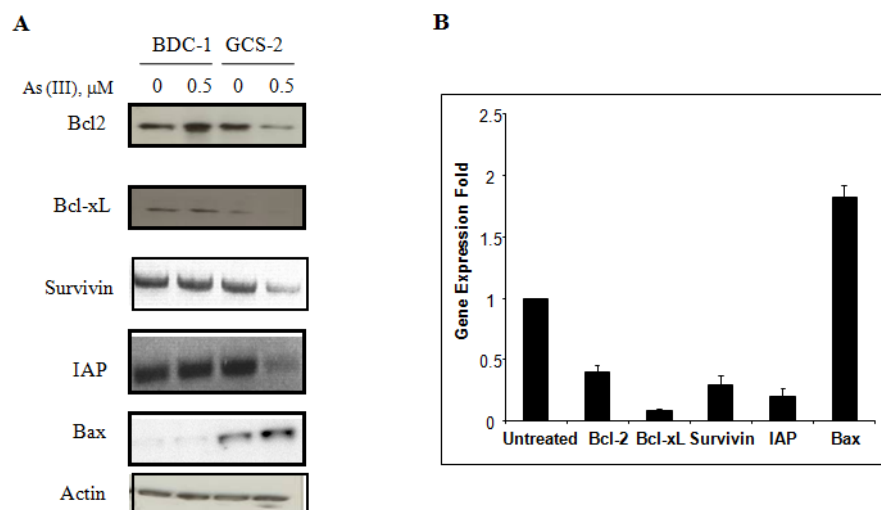 A
BDC-1 GCS-2
As (III), μM 0 0.5 0 0.5
Bcl2
Bcl-xL
Survivin
IAP
Bax
Actin
B
Gene Expression Fold
2.5
2
1.5
1
0.5
0
Untreated Bcl-2 Bcl-xL Survivin IAP Bax